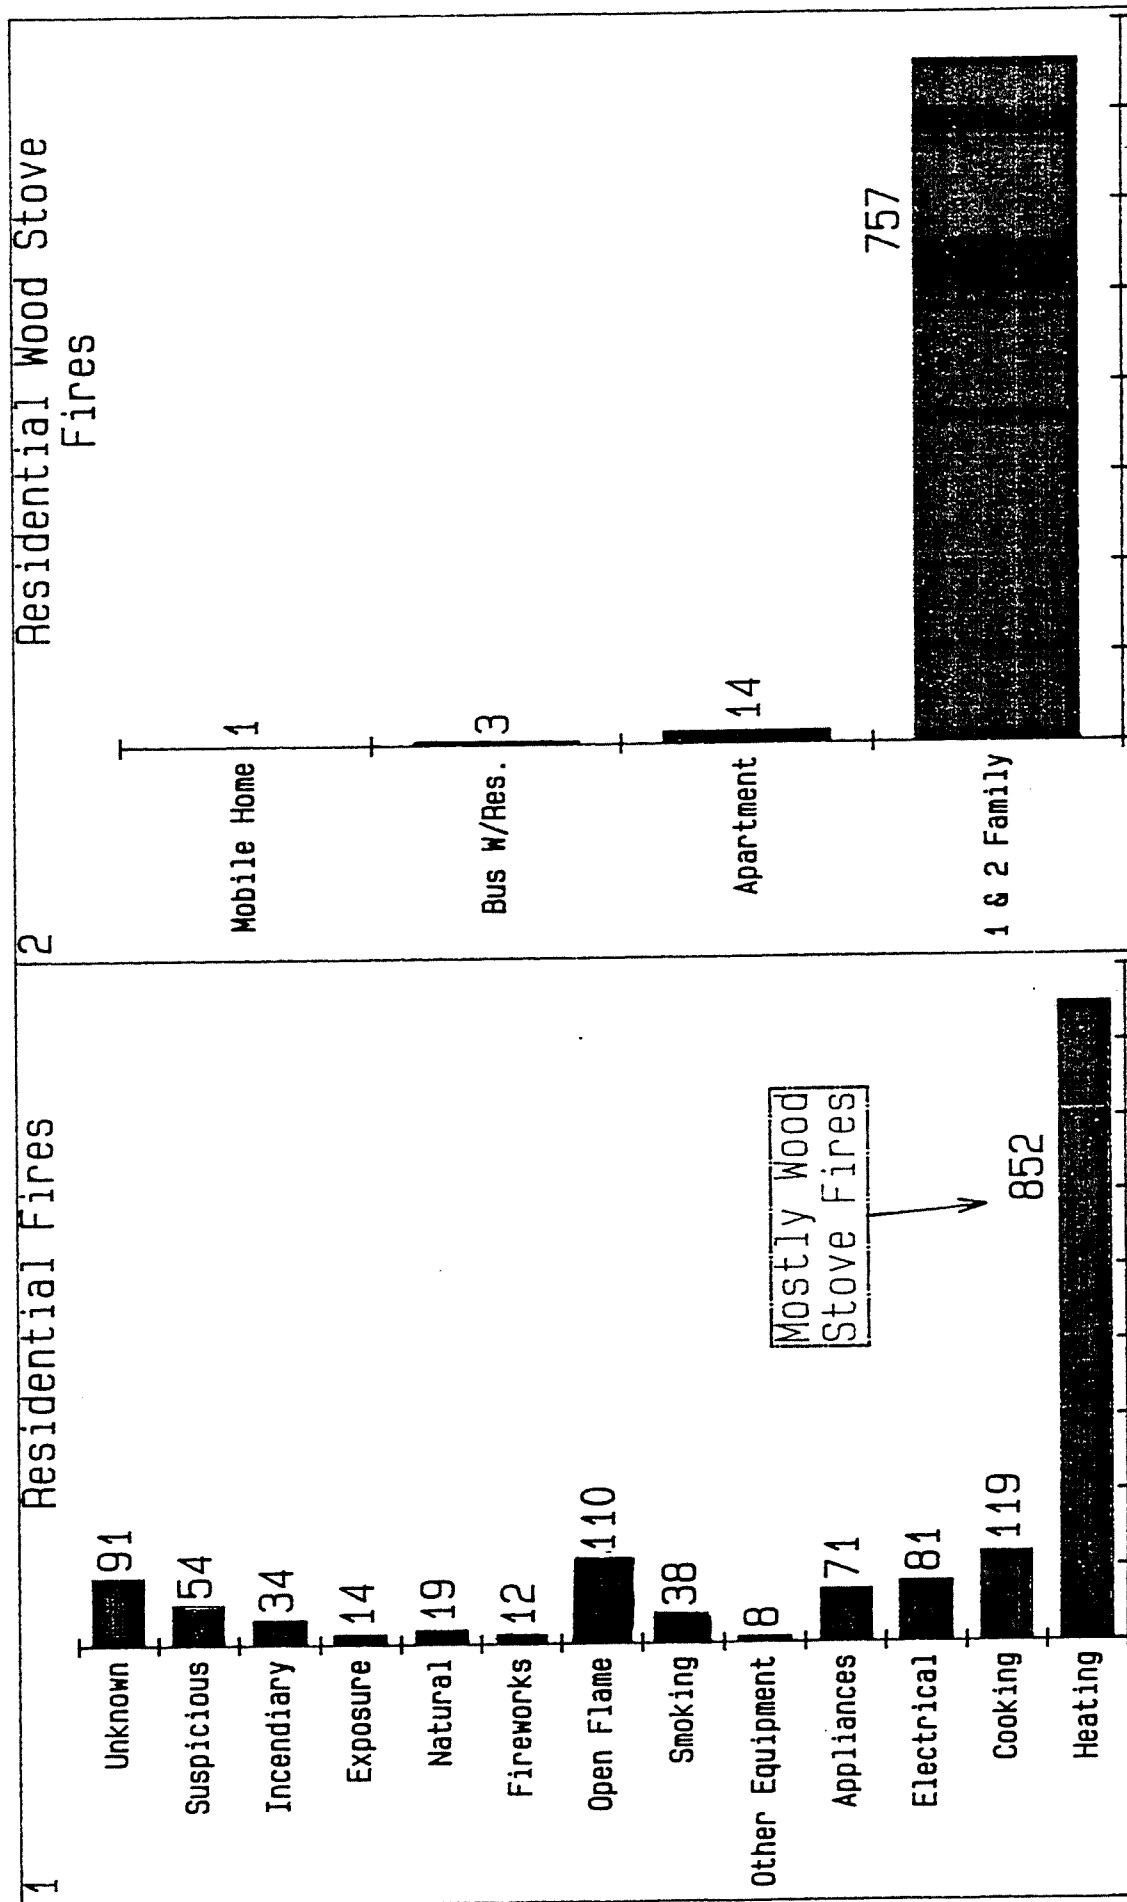 1
Residential Fires
Unknown 91
Suspicious 54
Incendiary 34
Exposure 14
Natural 19
Fireworks 12
Open Flame 110
Smoking 38
Other Equipment 8
Appliances 71
Electrical 81
Cooking 119
Heating 852
Mostly Wood
Stove Fires
2
Residential Wood Stove
Fires
Mobile Home 1
Bus W/Res. 3
Apartment 14
1 & 2 Family 757